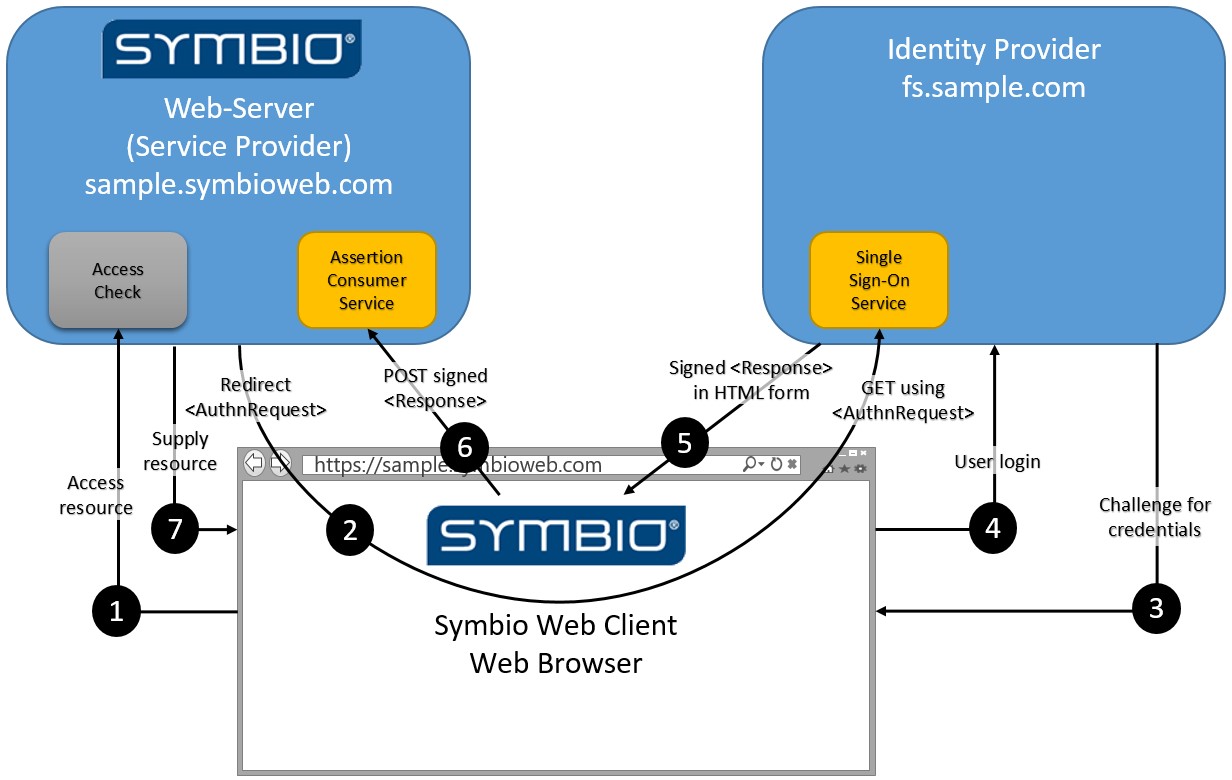 SYMBIO®
Web-Server
(Service Provider)
sample.symbioweb.com
Access
Check
Assertion
Consumer
Service
Identity Provider
fs.sample.com
Single
Sign-On
Service
Redirect
<AuthnRequest>
POST signed
<Response>
Signed <Response>
in HTML form
GET using
<AuthnRequest>
Supply
resource
Access
resource
User login
Challenge for
credentials
1
2
3
4
5
6
7
https://sample.symbioweb.com
SYMBIO®
Symbio Web Client
Web Browser